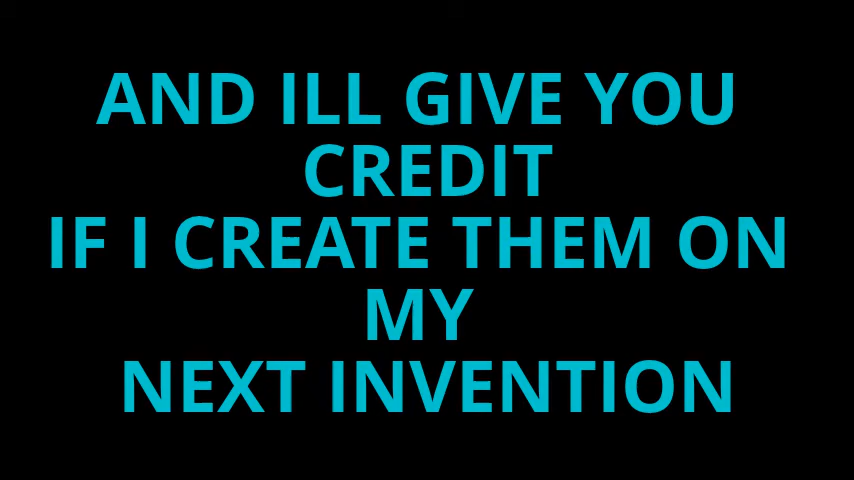 AND ILL GIVE YOU
CREDIT
IF I CREATE THEM ON
MY
NEXT INVENTION